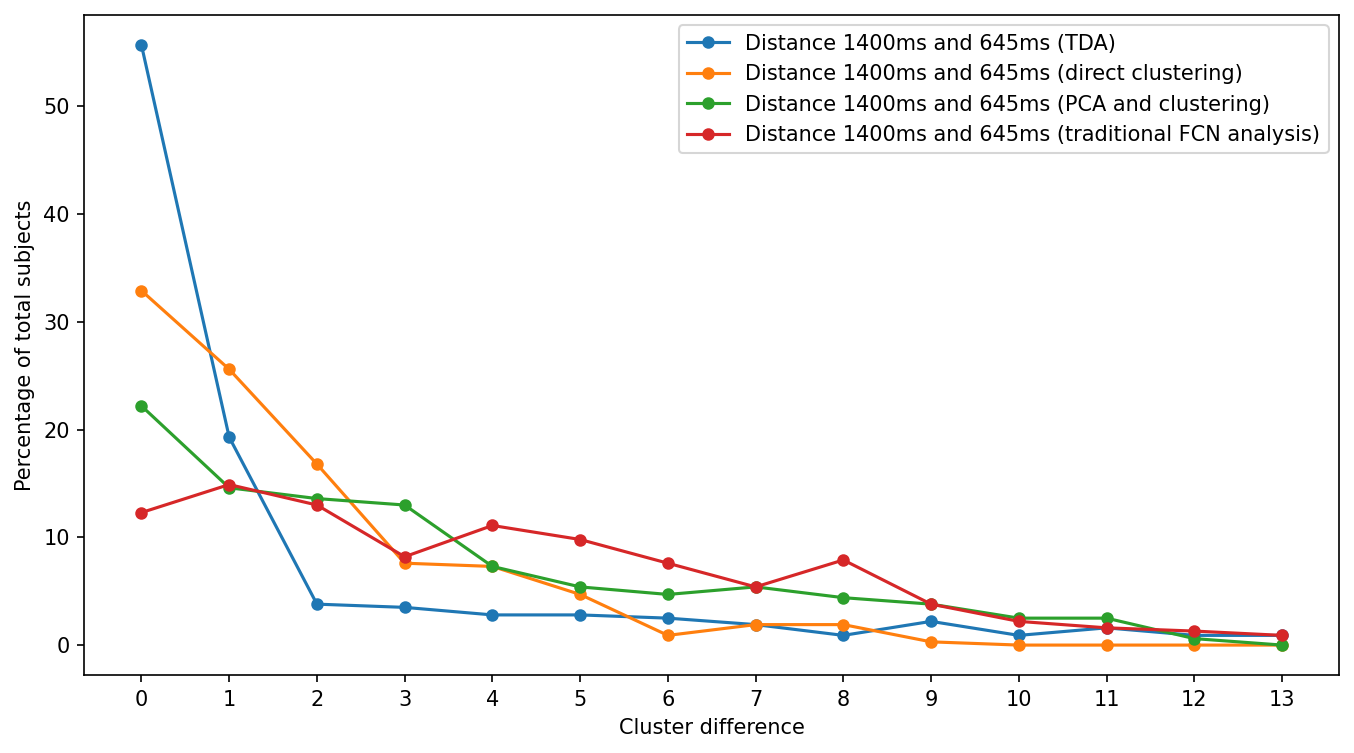 Distance 1400ms and 645ms (TDA)
Distance 1400ms and 645ms (direct clustering)
Distance 1400ms and 645ms (PCA and clustering)
Distance 1400ms and 645ms (traditional FCN analysis)
Percentage of total subjects
50
40
30
20
10
0
0 1 2 3 4 5 6 7 8 9 10 11 12 13
Cluster difference